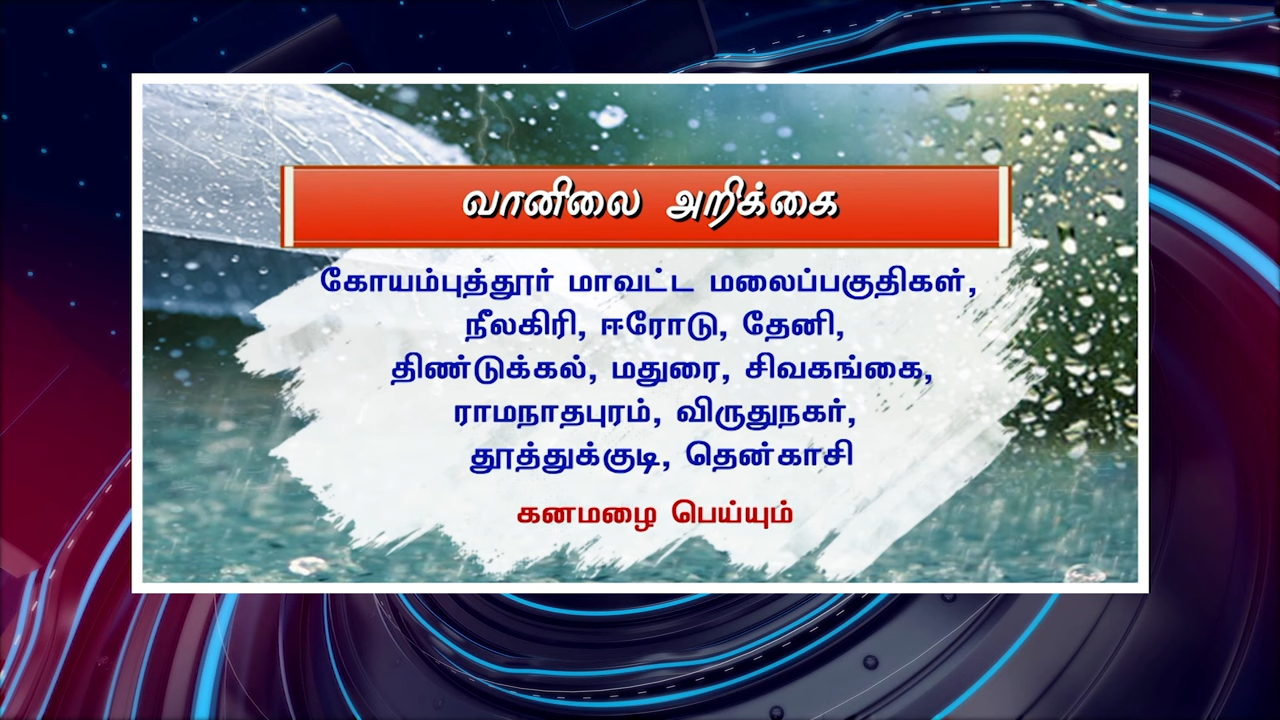 வானிலை அறிக்கை
கோயம்புத்தூர் மாவட்ட மலைப்பகுதிகள்,
நீலகிரி, ஈரோடு, தேனி,
திண்டுக்கல், மதுரை, சிவகங்கை,
ராமநாதபுரம், விருதுநகர்,
தூத்துக்குடி, தென்காசி
கனமழை பெய்யும்